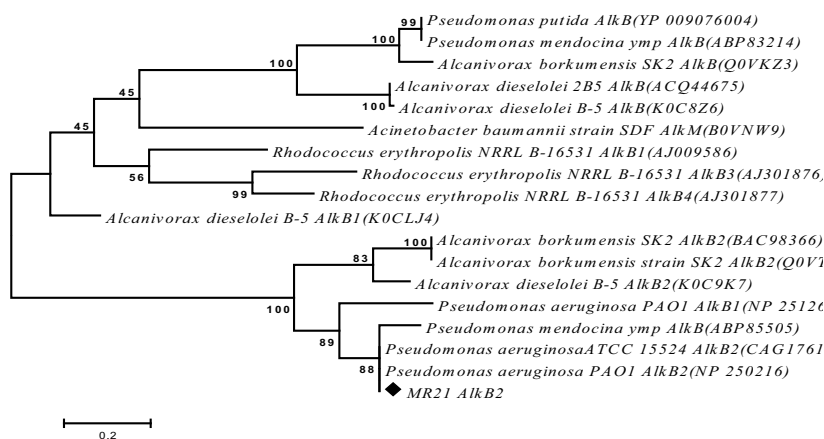 99
Pseudomonas putida AlkB(YP 009076004)
100
Pseudomonas mendocina ymp AlkB(ABP83214)
100
Alcanivorax borkumensis SK2 AlkB(Q0VKZ3)
Alcanivorax dieselolei 2B5 AlkB(ACQ44675)
45
100
Alcanivorax dieselolei B-5 AlkB(K0C8Z6)
45
Acinetobacter baumannii strain SDF AlkM(B0VNW9)
Rhodococcus erythropolis NRRL B-16531 AlkB1(AJ009586)
56
Rhodococcus erythropolis NRRL B-16531 AlkB3(AJ301876)
99
Rhodococcus erythropolis NRRL B-16531 AlkB4(AJ301877)
Alcanivorax dieselolei B-5 AlkB1(K0CLJ4)
100
Alcanivorax borkumensis SK2 AlkB2(BAC98366)
83
Alcanivorax borkumensis strain SK2 AlkB2(Q0VT
Alcanivorax dieselolei B-5 AlkB2(K0C9K7)
100
Pseudomonas aeruginosa PAO1 AlkB1(NP 25126
89
Pseudomonas mendocina ymp AlkB(ABP85505)
Pseudomonas aeruginosaATCC 15524 AlkB2(CAG1761
88
Pseudomonas aeruginosa PAO1 AlkB2(NP 250216)
MR21 AlkB2
0.2